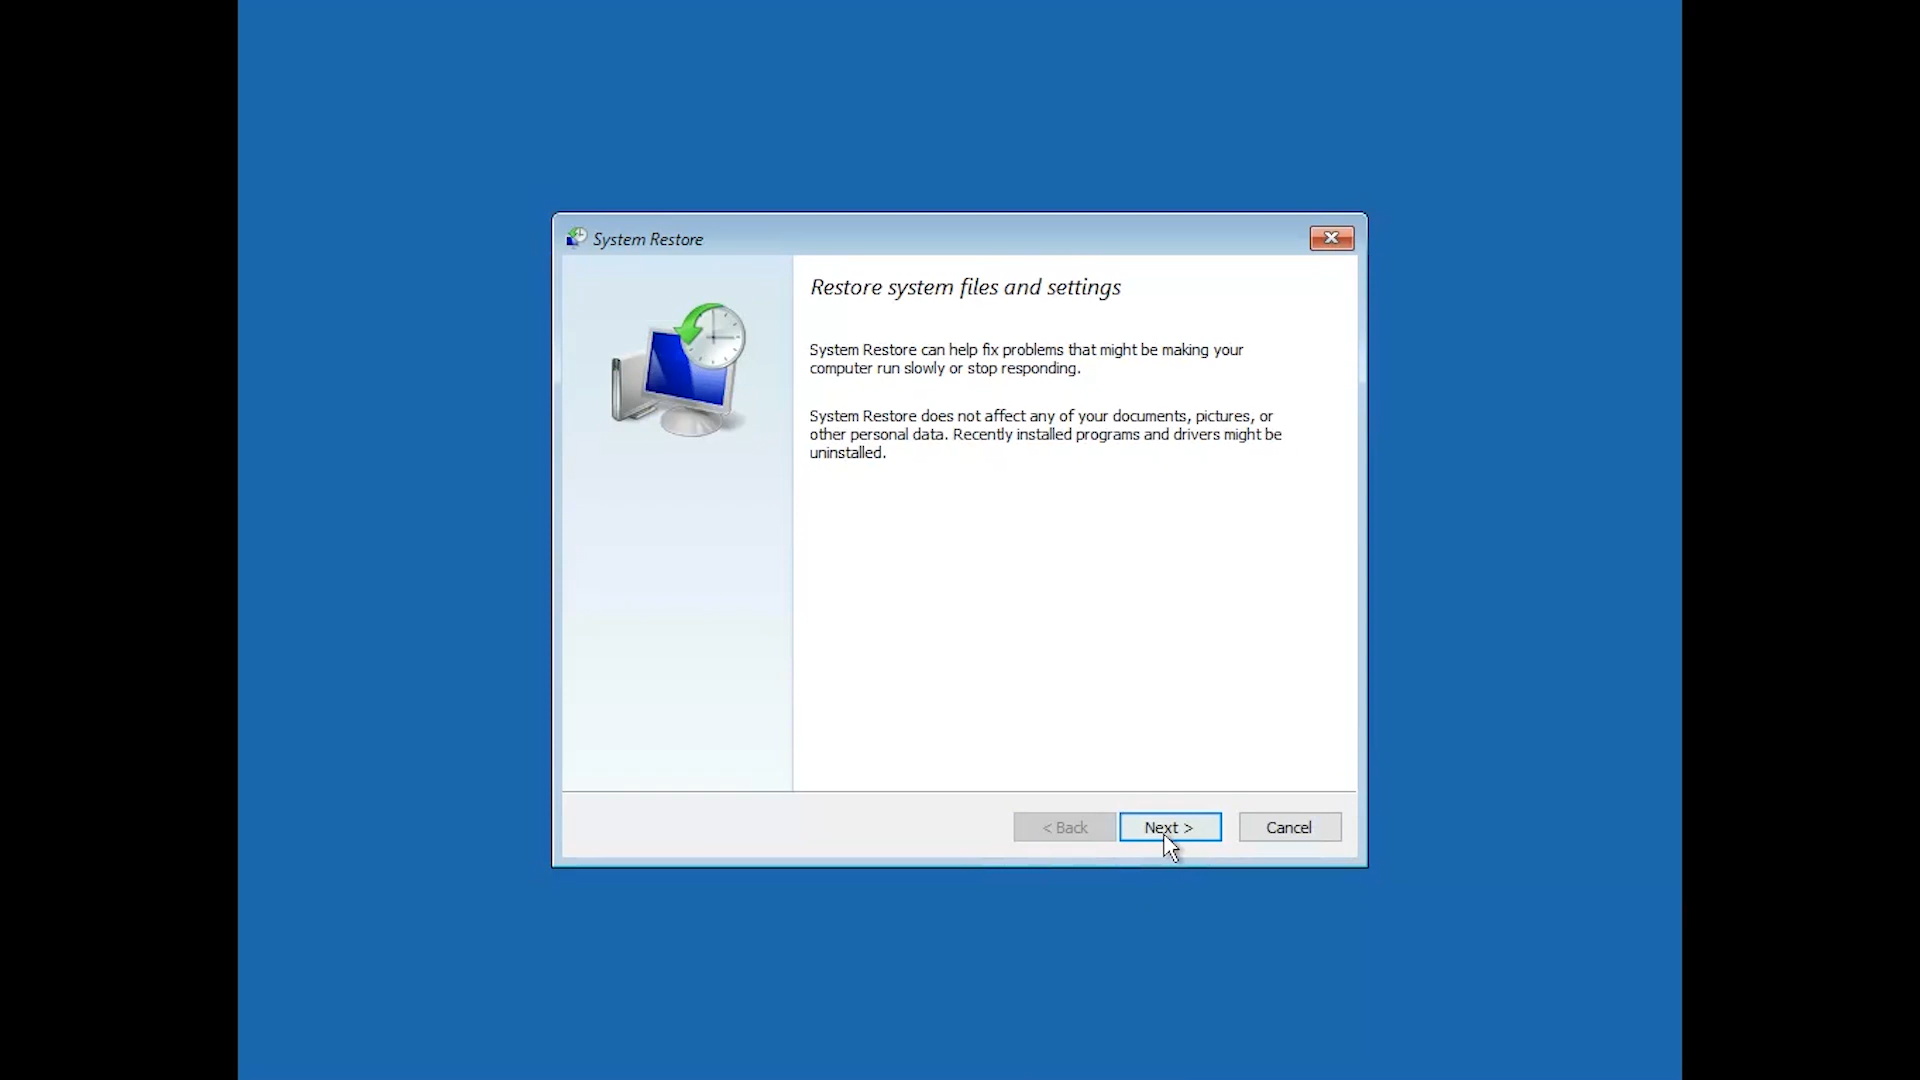 System Restore
Restore system files and settings
System Restore can help fix problems that might be making your
computer run slowly or stop responding.
System Restore does not affect any of your documents, pictures, or
other personal data. Recently installed programs and drivers might be
uninstalled.
< Back
Next >
Cancel